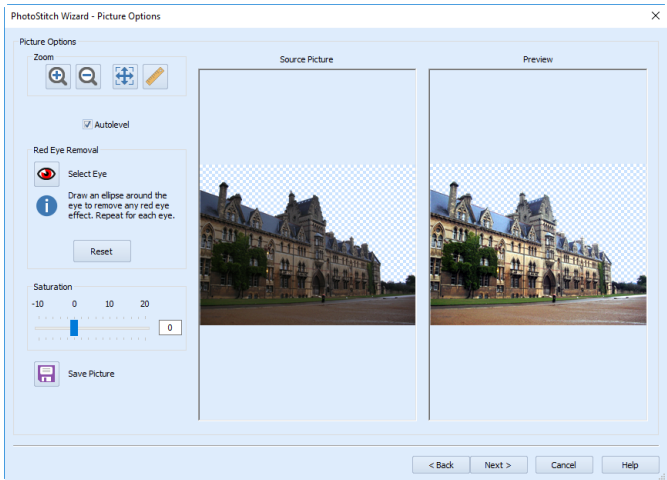 PhotoStitch Wizard - Picture Options
Picture Options
Zoom
Source Picture
Preview
Autolevel
Red Eye Removal
Select Eye
Draw an ellipse around the
eye to remove any red eye
effect. Repeat for each eye.
Reset
Saturation
-10 0 10 20
0
Save Picture
< Back Next > Cancel Help